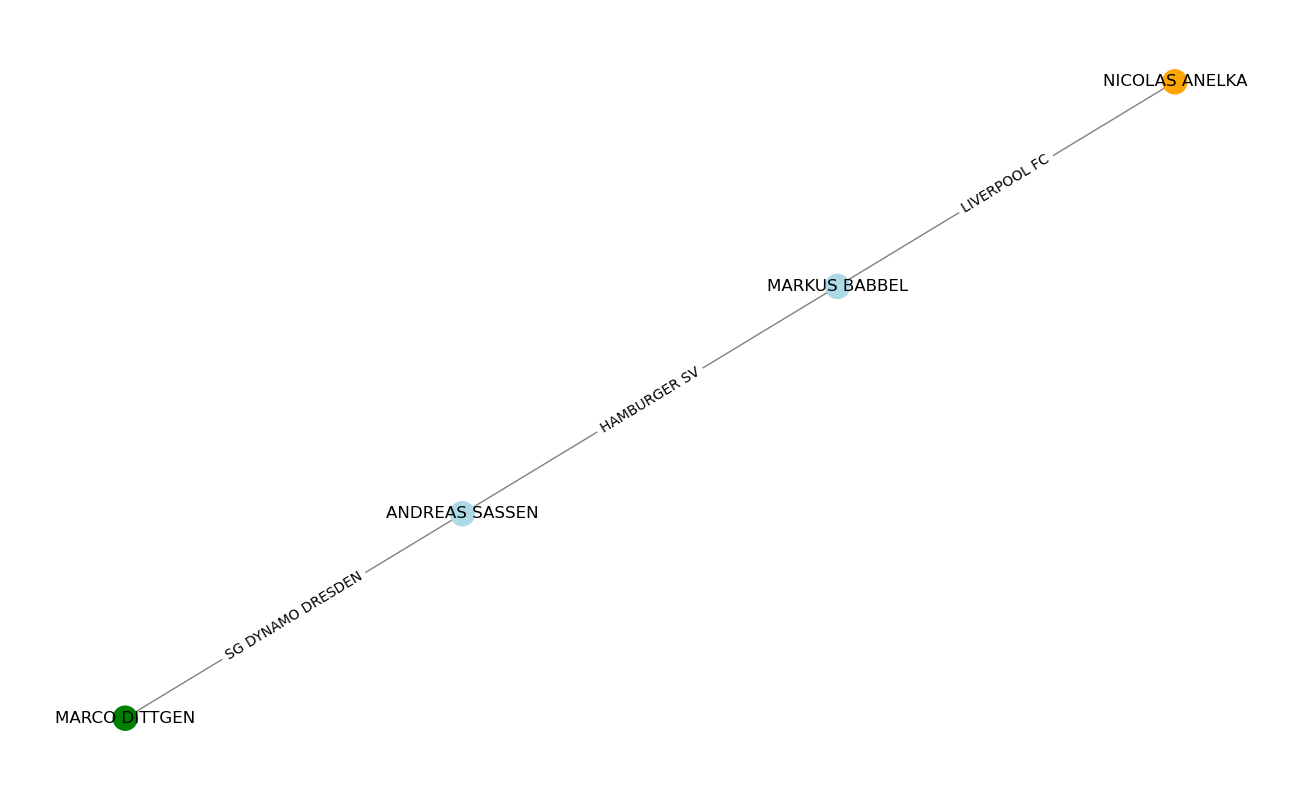 NICOLAS ANELKA
LIVERPOOL FC
MARKUS BABBEL
HAMBURGER SV
ANDREAS SASSEN
SG DYNAMO DRESDEN
MARCO DITTGEN